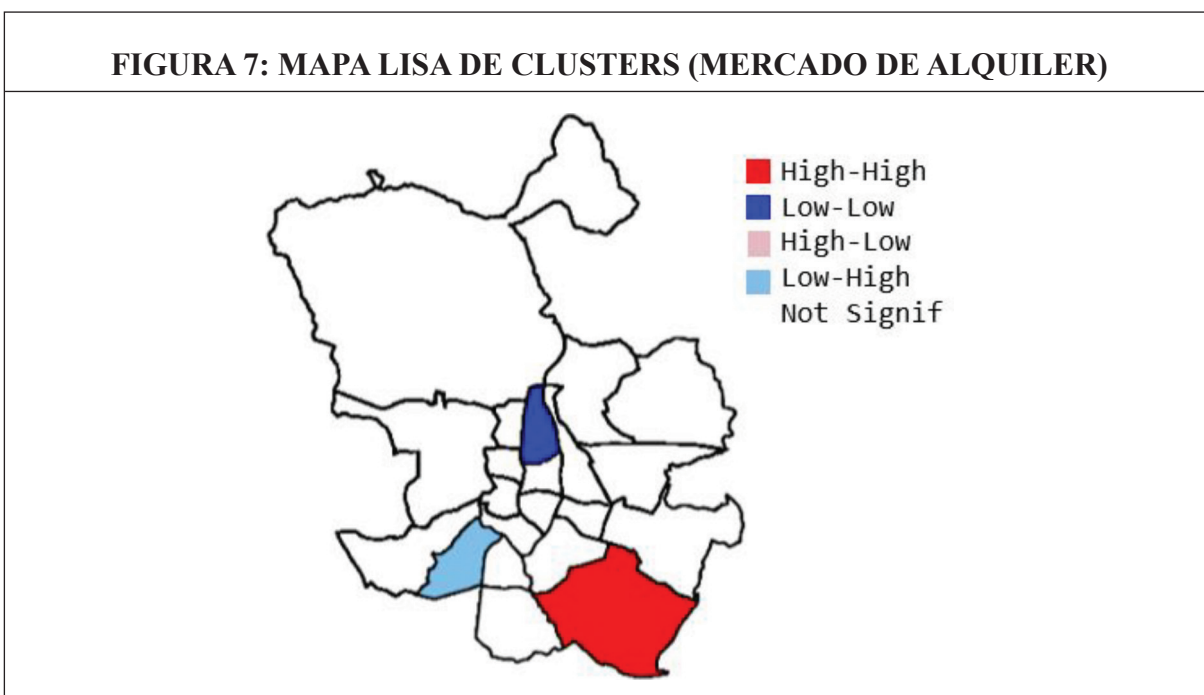 FIGURA 7: MAPA LISA DE CLUSTERS (MERCADO DE ALQUILER)
High-High
Low-Low
High-Low
Low-High
Not Signif